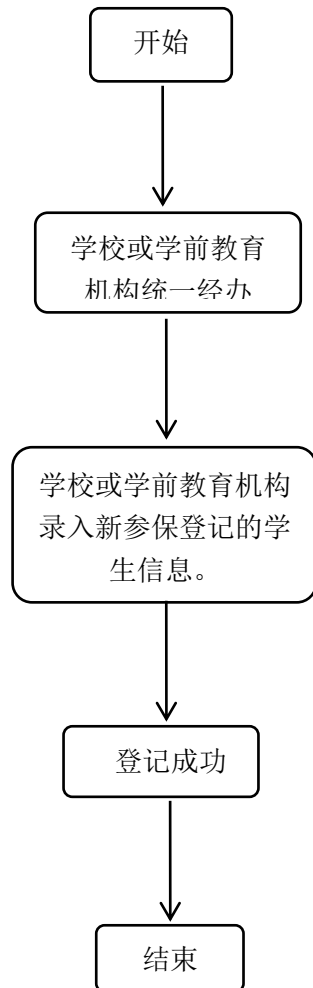 开始
学校或学前教育
机构统一经办
学校或学前教育机构
录入新参保登记的学
生信息。
登记成功
结束